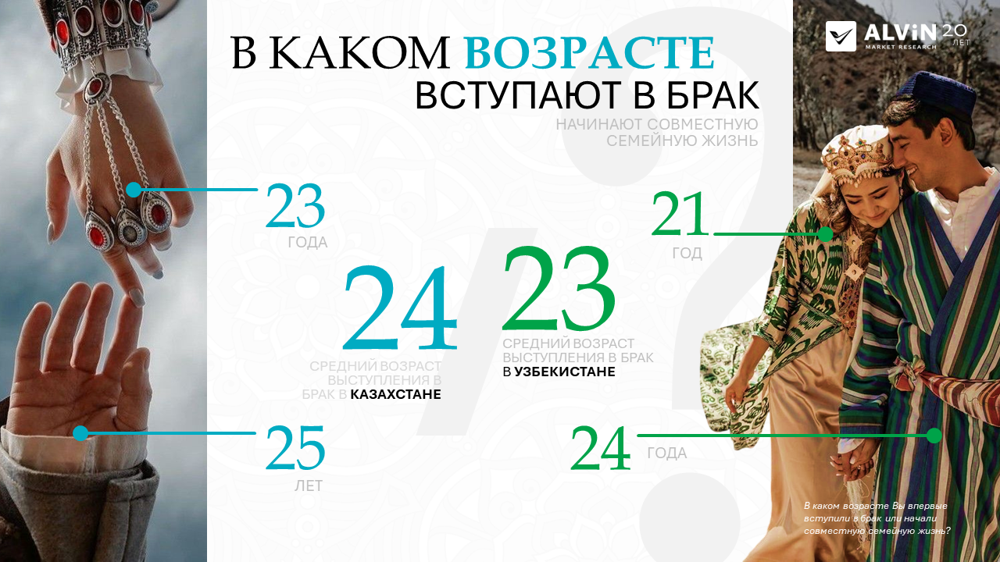 В КАКОМ ВОЗРАСТЕ
ВСТУПАЮТ В БРАК
НАЧИНАЮТ СОВМЕСТНУЮ
СЕМЕЙНУЮ ЖИЗНЬ
ALViN 20
MARKET RESEARCH ЛЕТ
23
ГОДА
24
СРЕДНИЙ ВОЗРАСТ
ВЫСТУПЛЕНИЯ В
БРАК В КАЗАХСТАНЕ
25
ЛЕТ
21
ГОД
23
СРЕДНИЙ ВОЗРАСТ
ВЫСТУПЛЕНИЯ В БРАК
В УЗБЕКИСТАНЕ
24
ГОДА
В каком возрасте Вы впервые
вступили в брак или начали
совместную семейную жизнь?